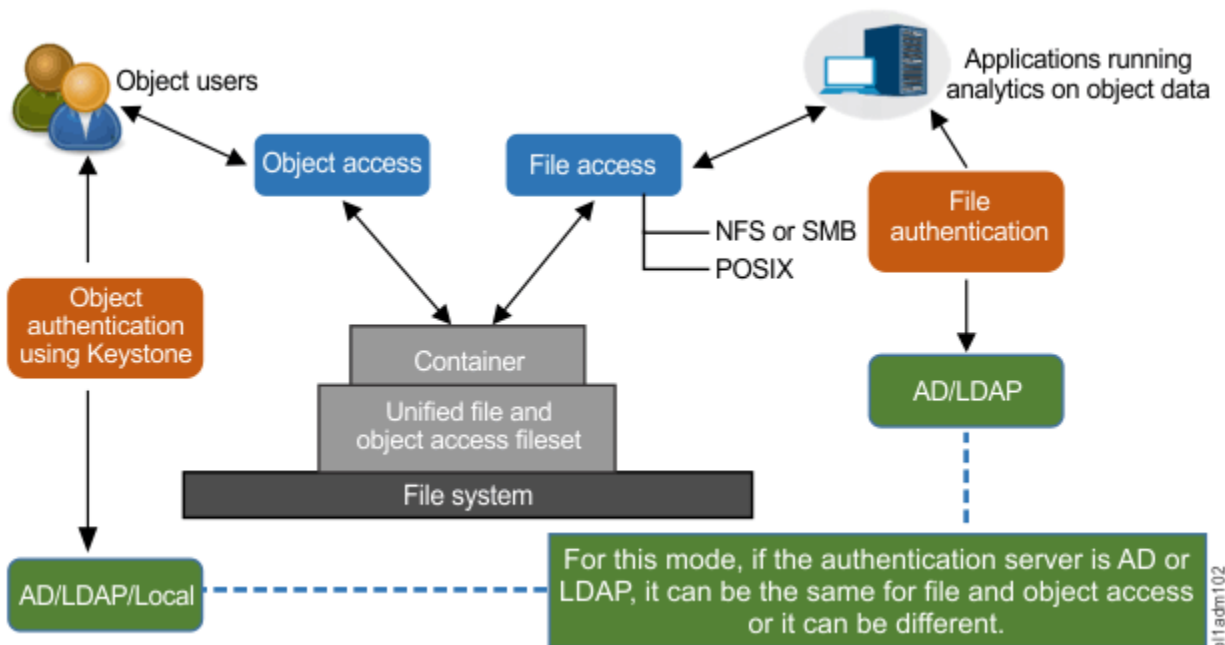 Object users
Applications running
analytics on object data
Object access
File access
File
authentication
NFS or SMB
POSIX
Object
authentication
using Keystone
Container
AD/LDAP
Unified file and
object access fileset
File system
AD/LDAP/Local
For this mode, if the authentication server is AD or
LDAP, it can be the same for file and object access
or it can be different.